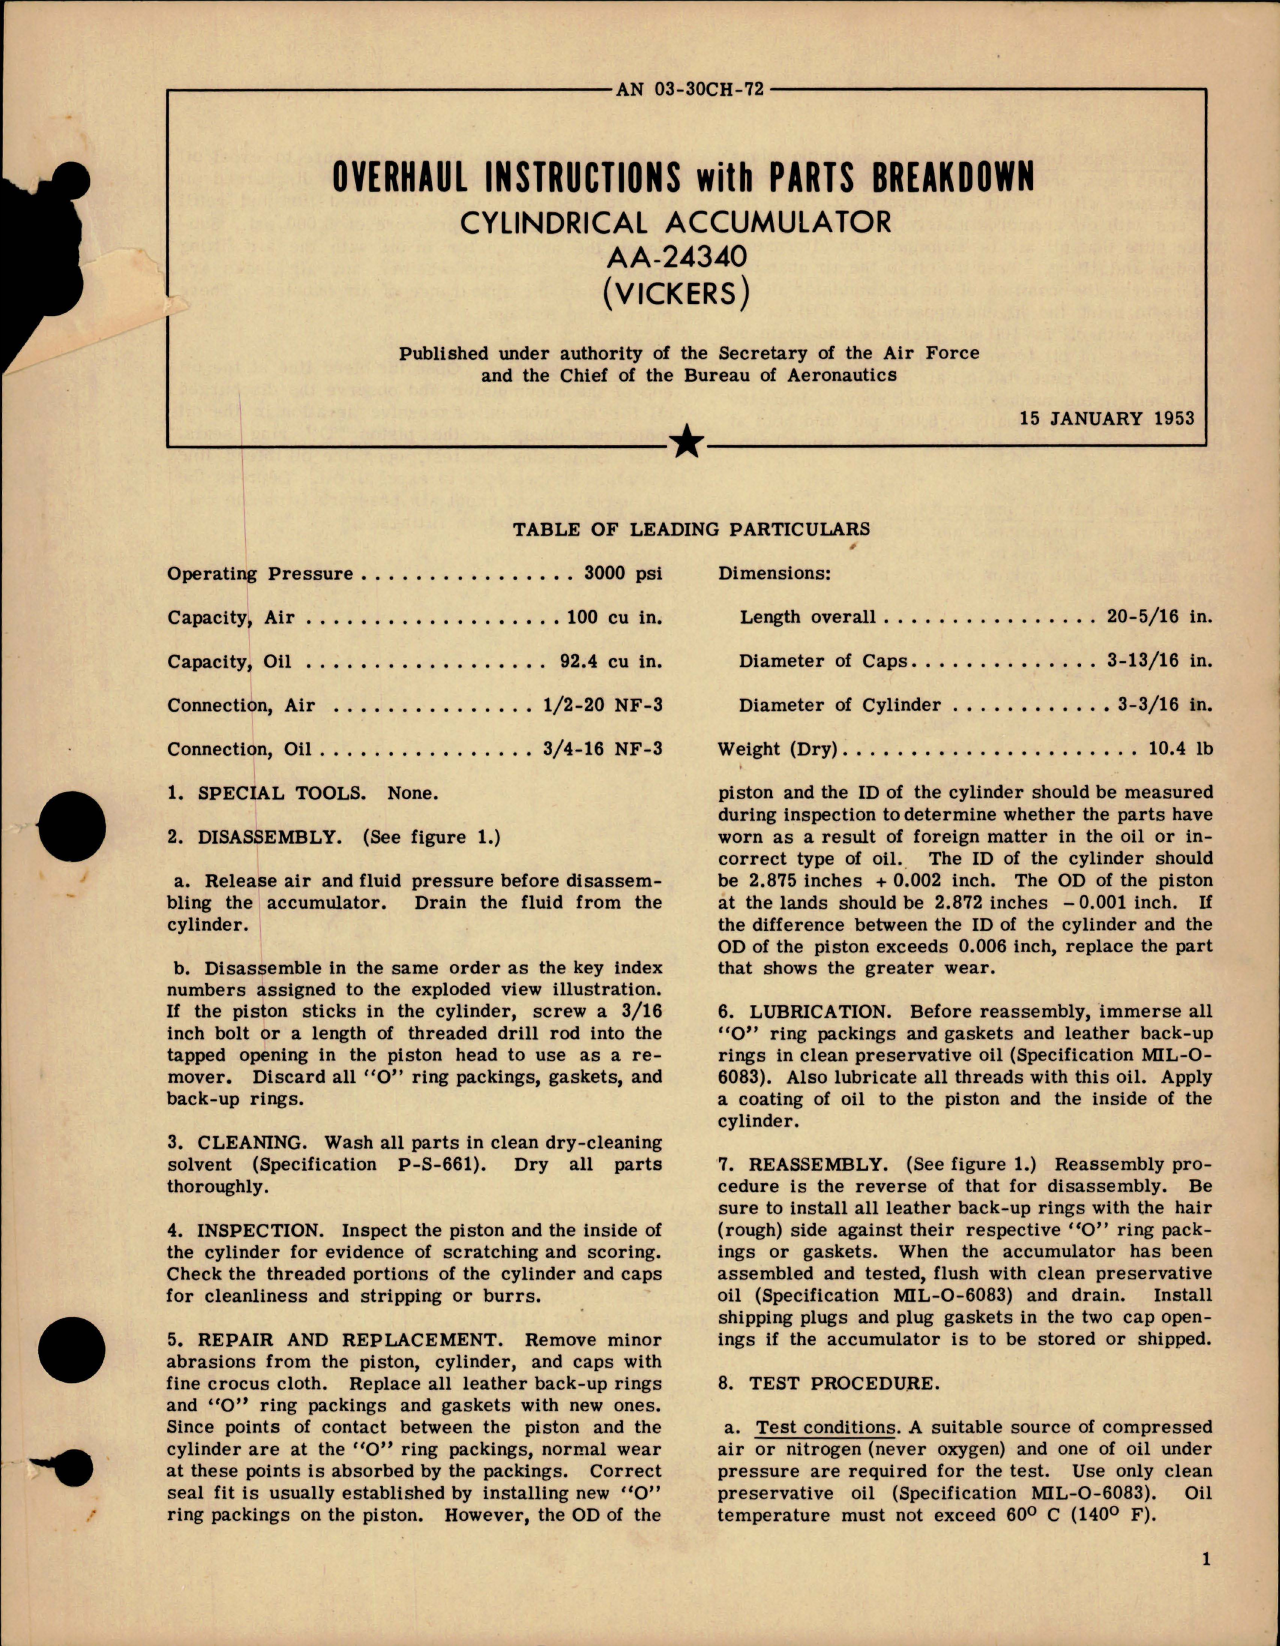 AN 03-30CH-72
OVERHAUL INSTRUCTIONS with PARTS BREAKDOWN
CYLINDRICAL ACCUMULATOR
AA-24340
(VICKERS)
Published under authority of the Secretary of the Air Force
and the Chief of the Bureau of Aeronautics
15 JANUARY 1953
TABLE OF LEADING PARTICULARS
Operating Pressure ................ 3000 psi
Capacity, Air ................... 100 cu in.
Capacity, Oil .................. 92.4 cu in.
Connection, Air ............... 1/2-20 NF-3
Connection, Oil ................ 3/4-16 NF-3
1. SPECIAL TOOLS. None.
2. DISASSEMBLY. (See figure 1.)
a. Release air and fluid pressure before disassem-
bling the accumulator. Drain the fluid from the
cylinder.
b. Disassemble in the same order as the key index
numbers assigned to the exploded view illustration.
If the piston sticks in the cylinder, screw a 3/16
inch bolt or a length of threaded drill rod into the
tapped opening in the piston head to use as a re-
mover. Discard all "O" ring packings, gaskets, and
back-up rings.
3. CLEANING. Wash all parts in clean dry-cleaning
solvent (Specification P-S-661). Dry all parts
thoroughly.
4. INSPECTION. Inspect the piston and the inside of
the cylinder for evidence of scratching and scoring.
Check the threaded portions of the cylinder and caps
for cleanliness and stripping or burrs.
5. REPAIR AND REPLACEMENT. Remove minor
abrasions from the piston, cylinder, and caps with
fine crocus cloth. Replace all leather back-up rings
and "O" ring packings and gaskets with new ones.
Since points of contact between the piston and the
cylinder are at the "O" ring packings, normal wear
at these points is absorbed by the packings. Correct
seal fit is usually established by installing new "O"
ring packings on the piston. However, the OD of the
Dimensions:
Length overall ................ 20-5/16 in.
Diameter of Caps.............. 3-13/16 in.
Diameter of Cylinder ............ 3-3/16 in.
Weight (Dry)...................... 10.4 lb
piston and the ID of the cylinder should be measured
during inspection to determine whether the parts have
worn as a result of foreign matter in the oil or in-
correct type of oil. The ID of the cylinder should
be 2.875 inches + 0.002 inch. The OD of the piston
at the lands should be 2.872 inches - 0.001 inch. If
the difference between the ID of the cylinder and the
OD of the piston exceeds 0.006 inch, replace the part
that shows the greater wear.
6. LUBRICATION. Before reassembly, immerse all
"O" ring packings and gaskets and leather back-up
rings in clean preservative oil (Specification MIL-O-
6083). Also lubricate all threads with this oil. Apply
a coating of oil to the piston and the inside of the
cylinder.
7. REASSEMBLY. (See figure 1.) Reassembly pro-
cedure is the reverse of that for disassembly. Be
sure to install all leather back-up rings with the hair
(rough) side against their respective "O" ring pack-
ings or gaskets. When the accumulator has been
assembled and tested, flush with clean preservative
oil (Specification MIL-O-6083) and drain. Install
shipping plugs and plug gaskets in the two cap open-
ings if the accumulator is to be stored or shipped.
8. TEST PROCEDURE.
a. Test conditions. A suitable source of compressed
air or nitrogen (never oxygen) and one of oil under
pressure are required for the test. Use only clean
preservative oil (Specification MIL-O-6083). Oil
temperature must not exceed 60° C (140° F).
1